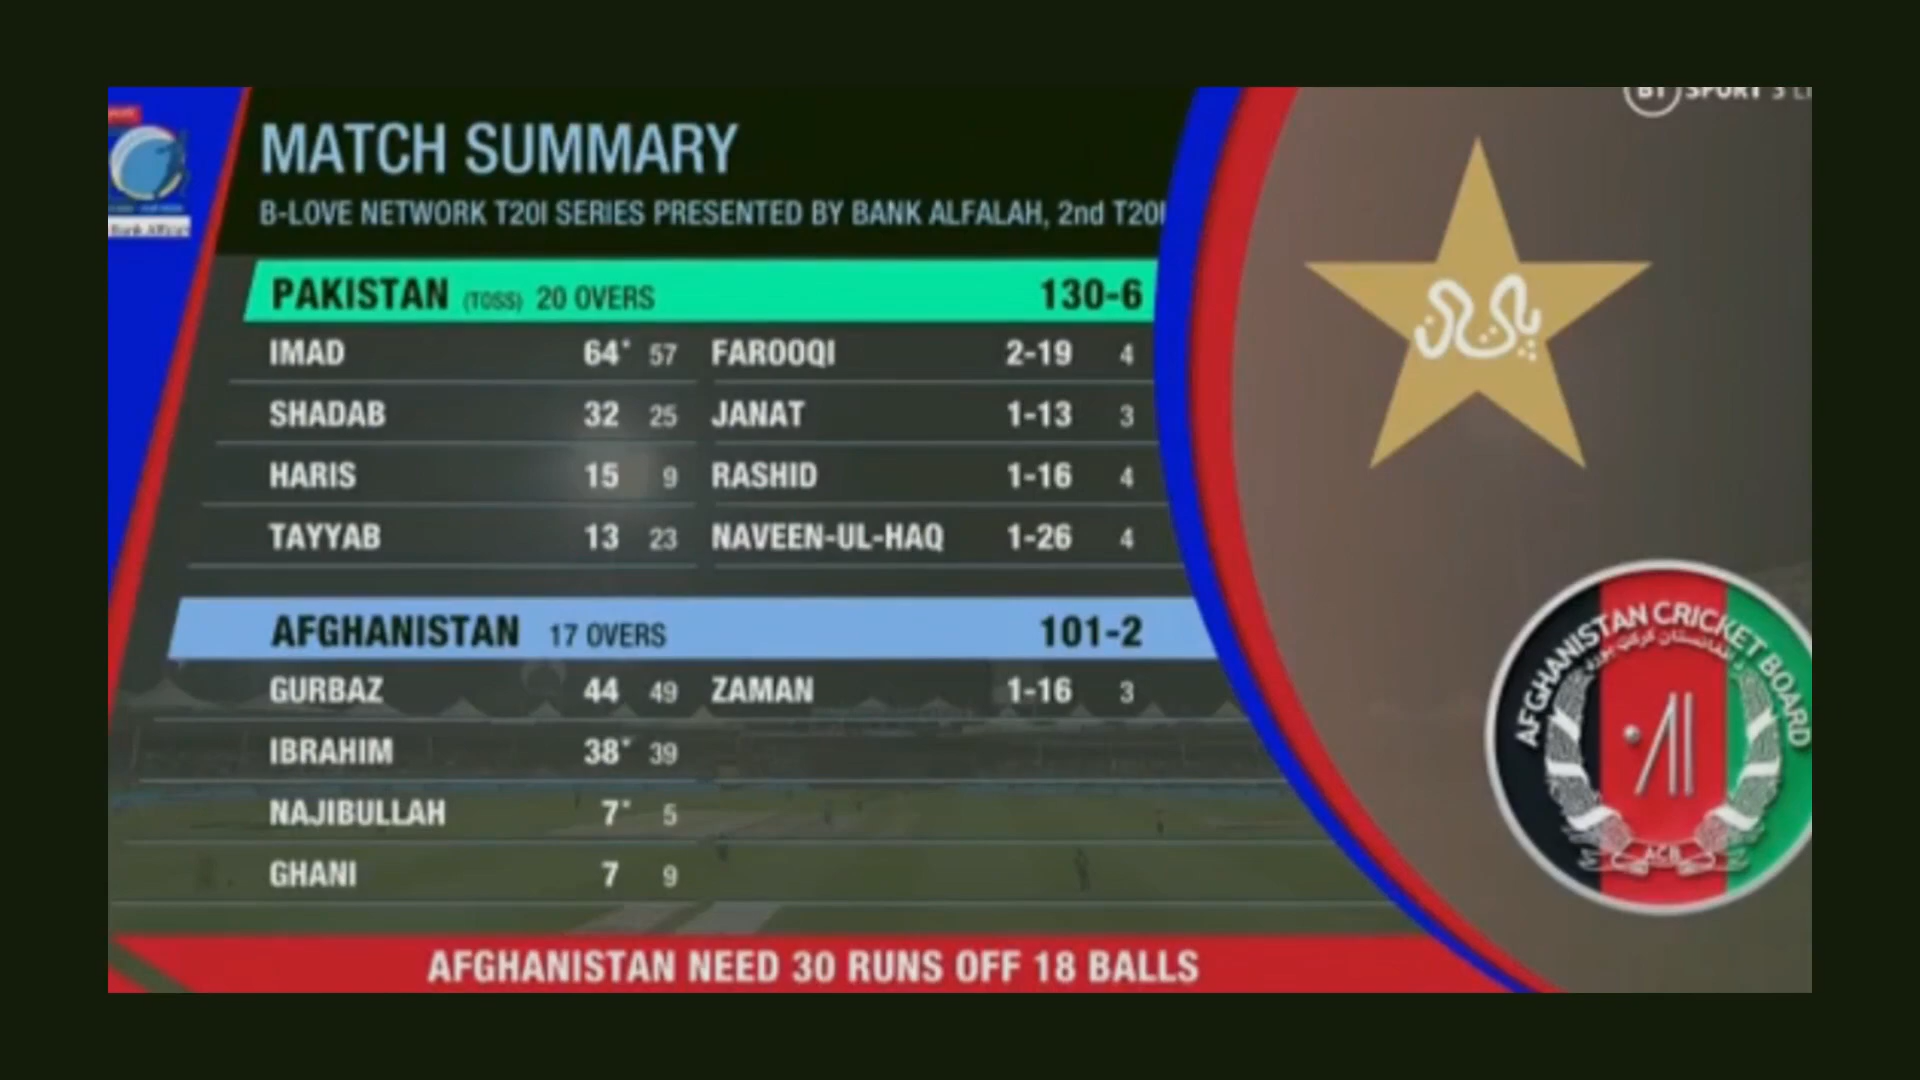 BT SPORT 3
MATCH SUMMARY
B-LOVE NETWORK T20I SERIES PRESENTED BY BANK ALFALAH, 2nd T20I
PAKISTAN (TOSS) 20 OVERS 130-6
IMAD 64* 57 FAROOQI 2-19 4
SHADAB 32 25 JANAT 1-13 3
HARIS 15 9 RASHID 1-16 4
TAYYAB 13 23 NAVEEN-UL-HAQ 1-26 4
AFGHANISTAN 17 OVERS 101-2
GURBAZ 44 49 ZAMAN 1-16 3
IBRAHIM 38* 39
NAJIBULLAH 7* 5
GHANI 7 9
AFGHANISTAN NEED 30 RUNS OFF 18 BALLS
AFGHANISTAN CRICKET BOARD
ACB